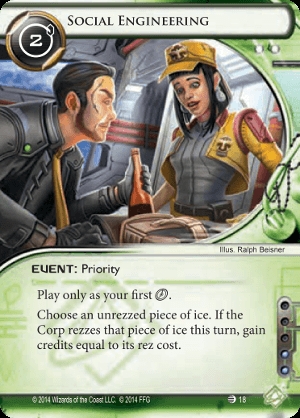 Social Engineering
2
Illus. Ralph Beisner
EVENT: Priority
Play only as your first .
Choose an unrezzed piece of ice. If the
Corp rezzes that piece of ice this turn, gain
credits equal to its rez cost.
© 2014 Wizards of the Coast LLC. © 2014 FFG
18